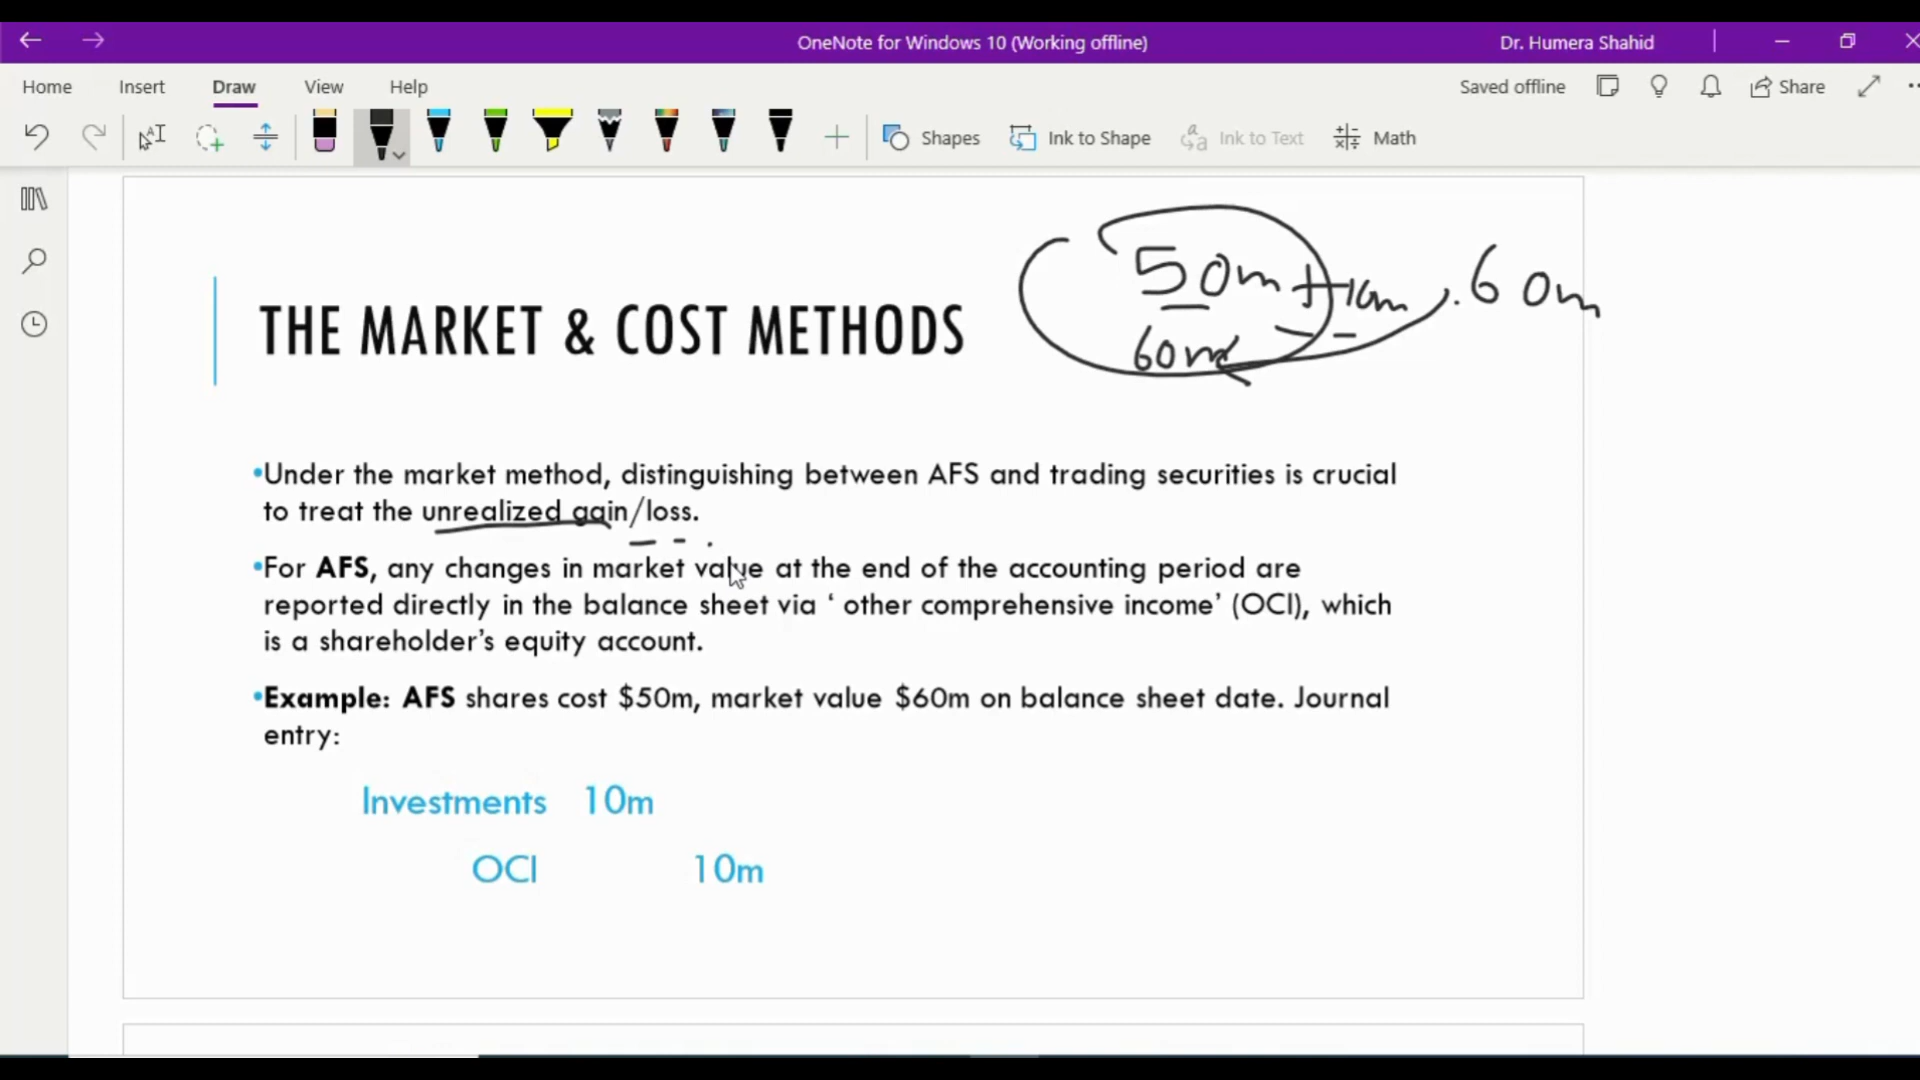 OneNote for Windows 10 (Working offline)
Dr. Humera Shahid
Home Insert Draw View Help
Saved offline
Share
Shapes
Ink to Shape
Ink to Text
Math
50m + 10m 60m
60m
THE MARKET & COST METHODS
•Under the market method, distinguishing between AFS and trading securities is crucial
to treat the unrealized gain/loss.
•For AFS, any changes in market value at the end of the accounting period are
reported directly in the balance sheet via ‘ other comprehensive income’ (OCI), which
is a shareholder’s equity account.
•Example: AFS shares cost $50m, market value $60m on balance sheet date. Journal
entry:
Investments 10m
OCI 10m